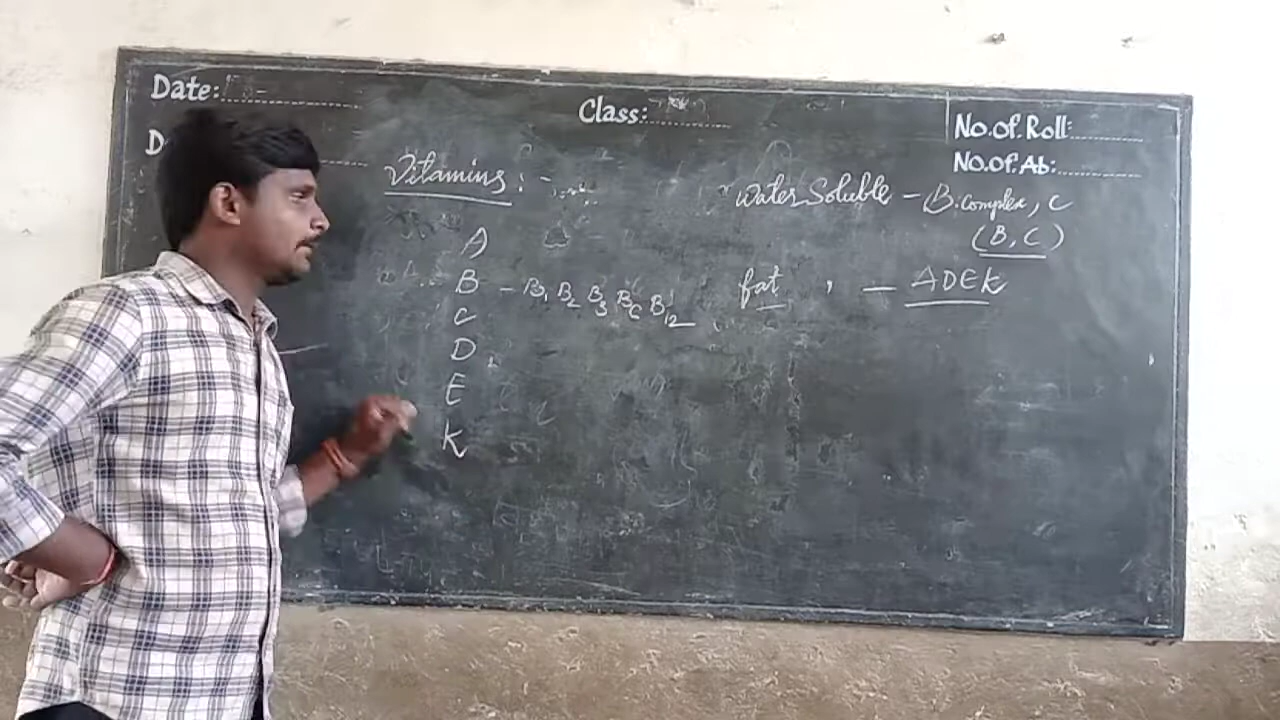 Date:
Class:
No.of.Roll:
No.of.Ab:
D
Vitamins : -
A
B - B1 B2 B3 B6 B12
C
D
E
K
Water Soluble - B.Complex, C
(B, C)
fat , - ADEK